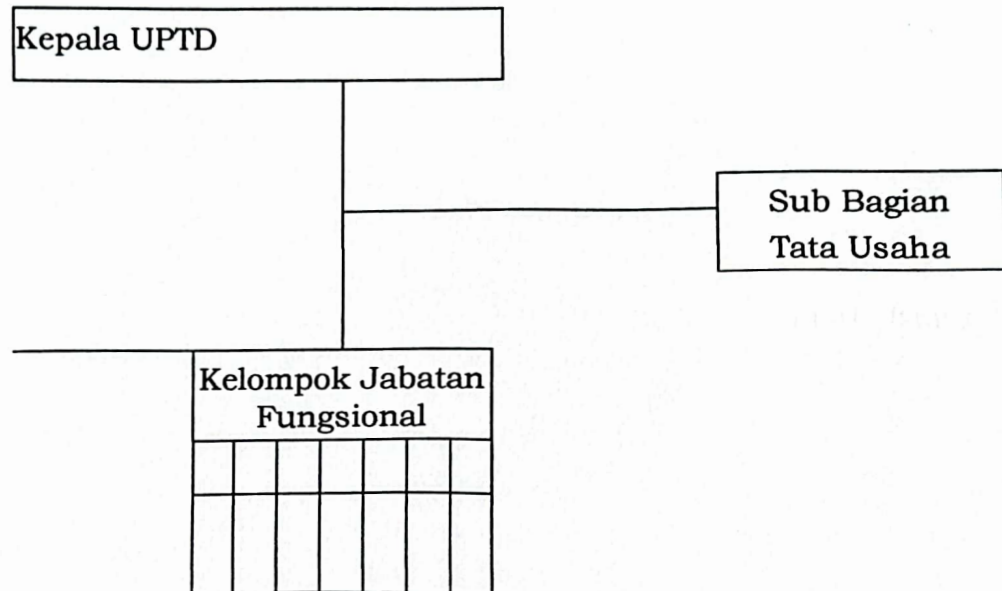 Kepala UPTD
Sub Bagian
Tata Usaha
Kelompok Jabatan
Fungsional